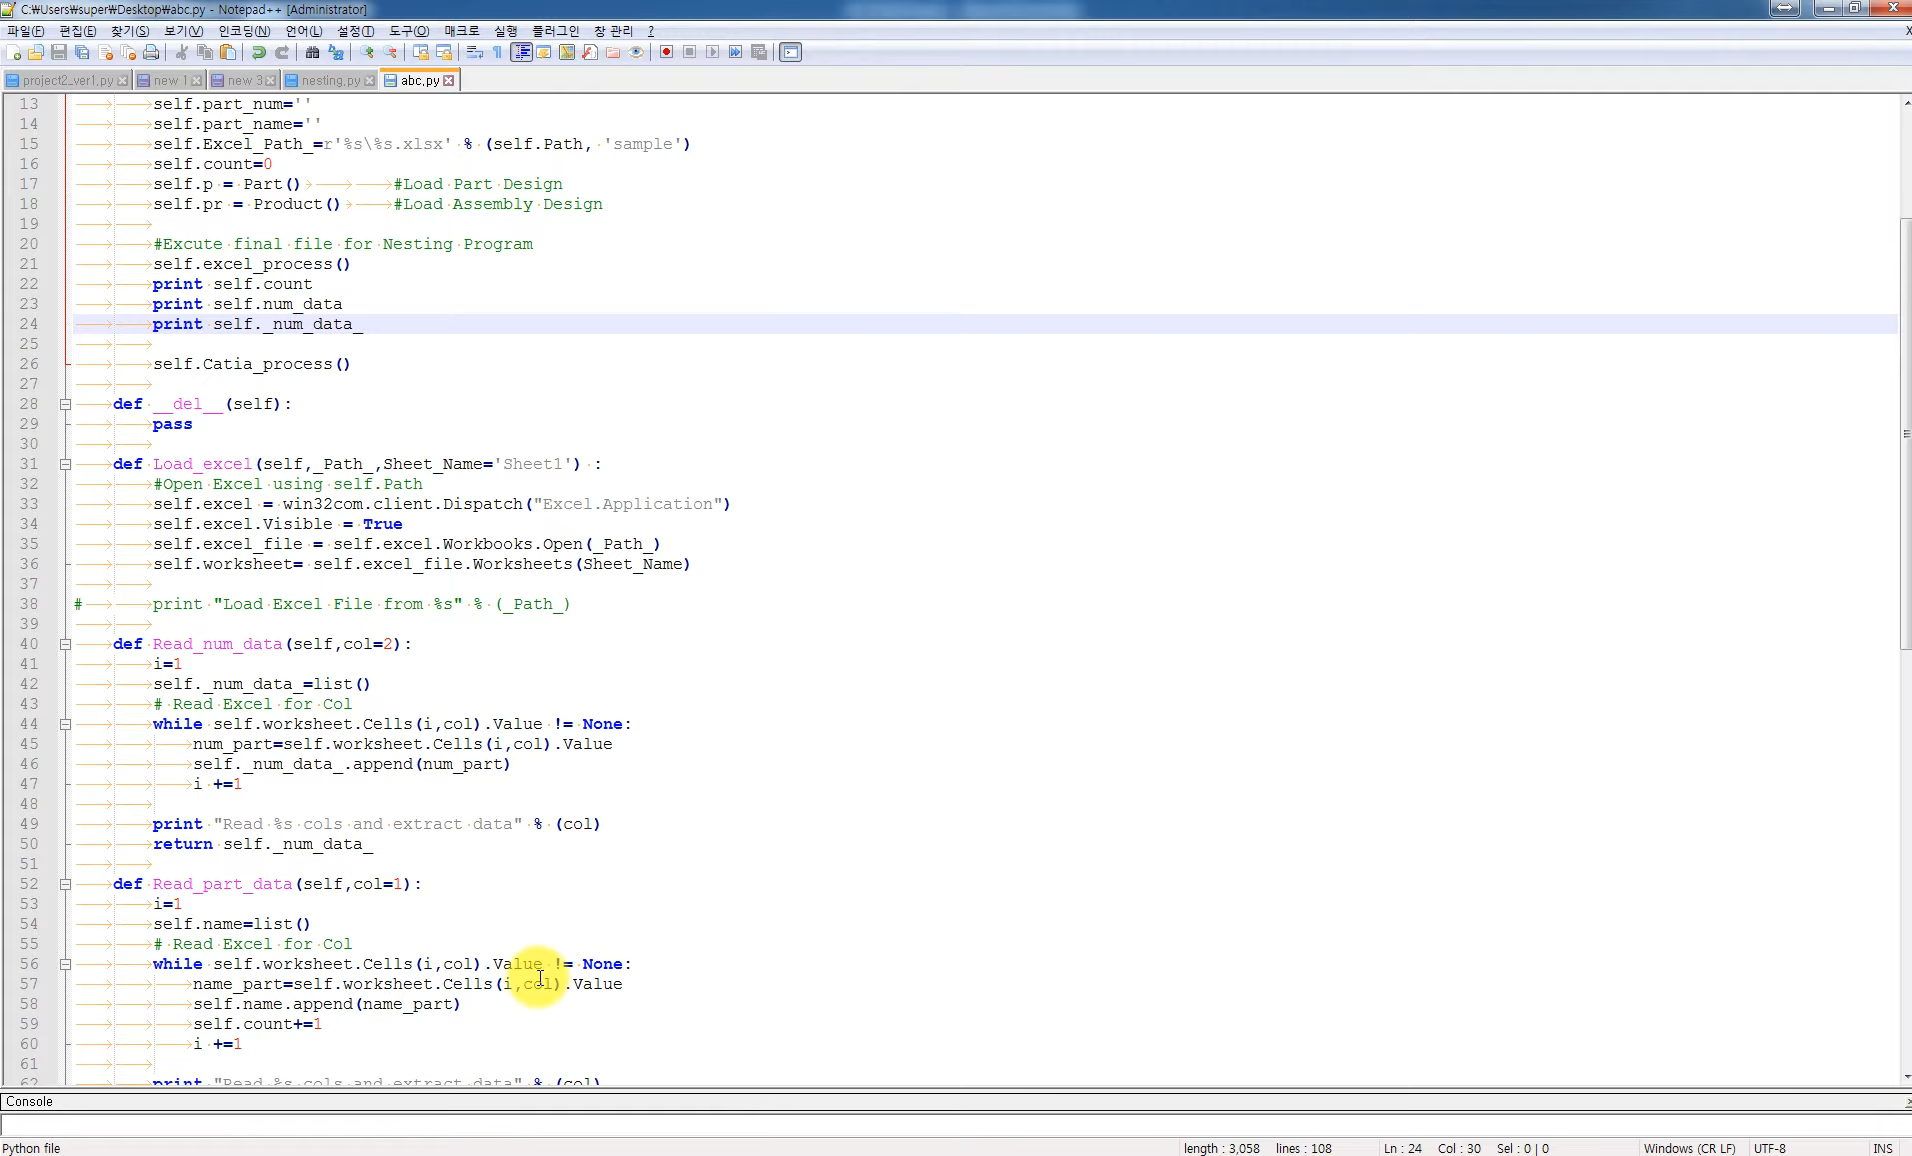 C:₩Users₩super₩Desktop₩abc.py - Notepad++ [Administrator]
파일(F) 편집(E) 찾기(S) 보기(V) 인코딩(N) 언어(L) 설정(T) 도구(O) 매크로 실행 플러그인 창 관리 ? X
project2_ver1.py new 1 new 3 nesting.py abc.py
13 self.part_num=''
14 self.part_name=''
15 self.Excel_Path_=r'%s\%s.xlsx' % (self.Path, 'sample')
16 self.count=0
17 self.p = Part() #Load Part Design
18 self.pr = Product() #Load Assembly Design
19
20 #Excute final file for Nesting Program
21 self.excel_process()
22 print self.count
23 print self.num_data
24 print self._num_data_
25
26 self.Catia_process()
27
28 def __del__(self):
29 pass
30
31 def Load_excel(self,_Path_,Sheet_Name='Sheet1') :
32 #Open Excel using self.Path
33 self.excel = win32com.client.Dispatch("Excel.Application")
34 self.excel.Visible = True
35 self.excel_file = self.excel.Workbooks.Open(_Path_)
36 self.worksheet= self.excel_file.Worksheets(Sheet_Name)
37
38 # print "Load Excel File from %s" % (_Path_)
39
40 def Read_num_data(self,col=2):
41 i=1
42 self._num_data_=list()
43 # Read Excel for Col
44 while self.worksheet.Cells(i,col).Value != None:
45 num_part=self.worksheet.Cells(i,col).Value
46 self._num_data_.append(num_part)
47 i +=1
48
49 print "Read %s cols and extract data" % (col)
50 return self._num_data_
51
52 def Read_part_data(self,col=1):
53 i=1
54 self.name=list()
55 # Read Excel for Col
56 while self.worksheet.Cells(i,col).Value != None:
57 name_part=self.worksheet.Cells(i,col).Value
58 self.name.append(name_part)
59 self.count+=1
60 i +=1
61
62 print "Read %s cols and extract data" % (col)
Console
Python file length : 3,058 lines : 108 Ln : 24 Col : 30 Sel : 0 | 0 Windows (CR LF) UTF-8 INS